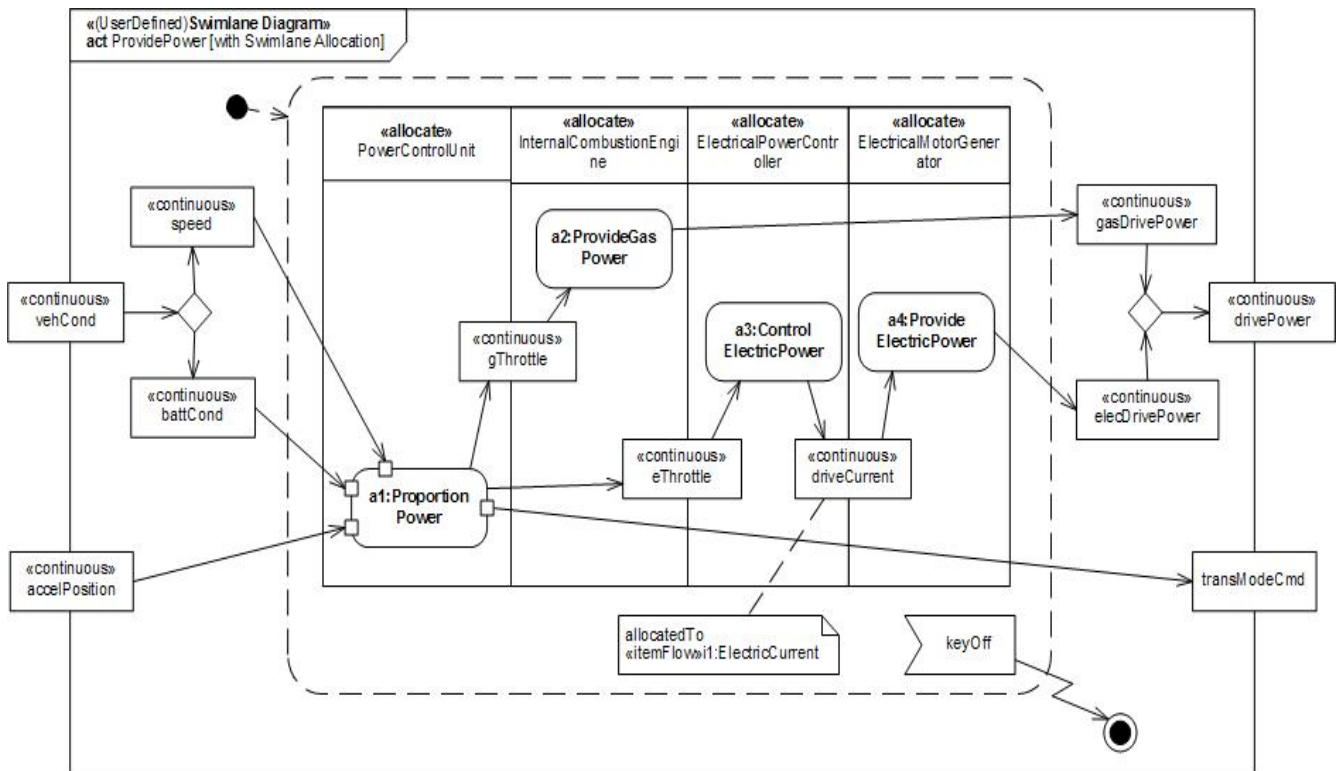 «(UserDefined) Swimlane Diagram»
act ProvidePower [with Swimlane Allocation]
«allocate»
PowerControlUnit
«allocate»
InternalCombustionEngi
ne
«allocate»
ElectricalPowerContr
oller
«allocate»
ElectricalMotorGener
ator
«continuous»
speed
«continuous»
vehCond
«continuous»
battCond
«continuous»
accelPosition
a1:Proportion
Power
«continuous»
gThrottle
a2:ProvideGas
Power
«continuous»
eThrottle
a3:Control
ElectricPower
«continuous»
driveCurrent
a4:Provide
ElectricPower
«continuous»
gasDrivePower
«continuous»
drivePower
«continuous»
elecDrivePower
transModeCmd
allocatedTo
«itemFlow»i1:ElectricCurrent
keyOff